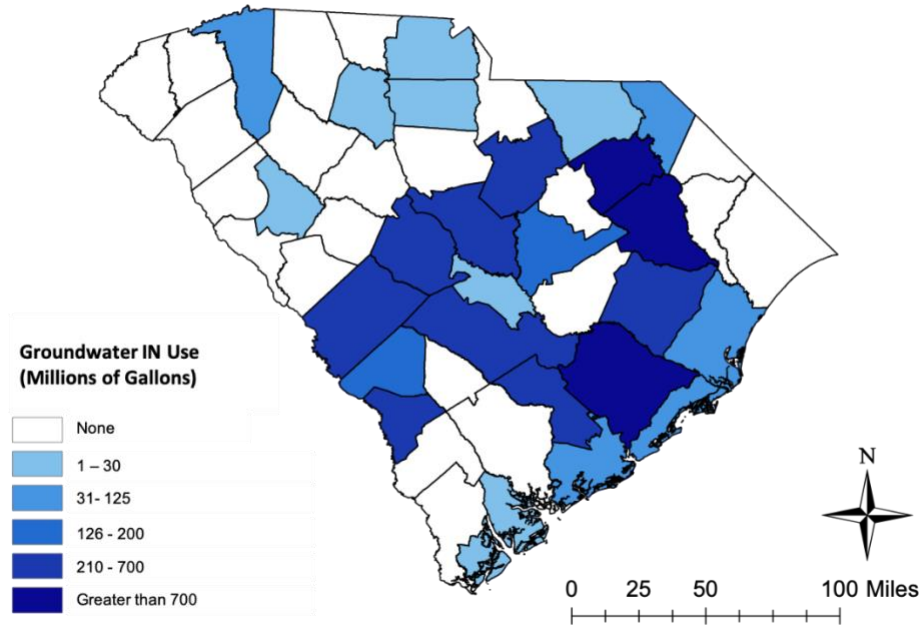 Groundwater IN Use
(Millions of Gallons)
None
1 – 30
31- 125
126 - 200
210 - 700
Greater than 700
N
0 25 50 100 Miles